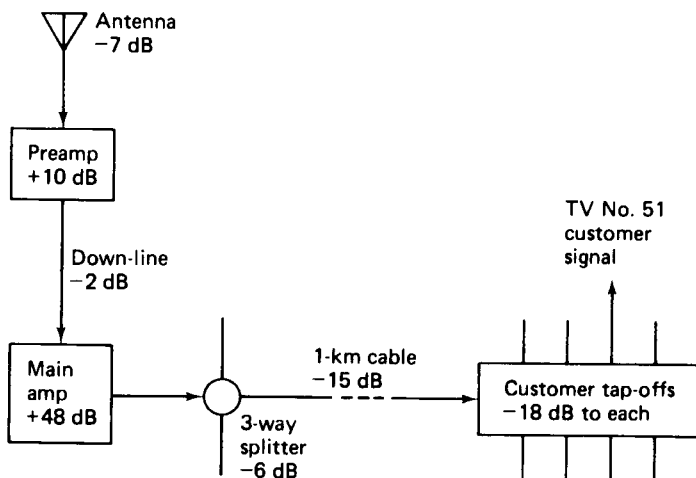 Antenna
−7 dB
Preamp
+10 dB
TV No. 51
customer
signal
Down-line
−2 dB
Main
amp
+48 dB
1-km cable
−15 dB
3-way
splitter
−6 dB
Customer tap-offs
−18 dB to each